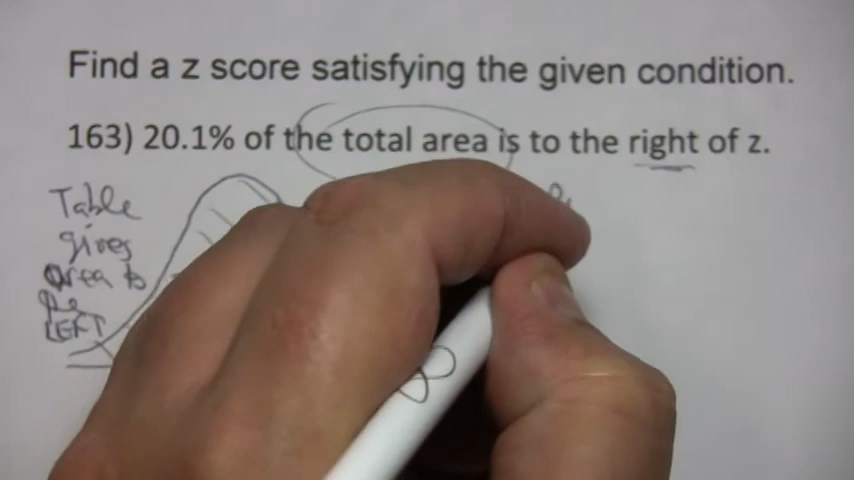 Find a z score satisfying the given condition.
163) 20.1% of the total area is to the right of z.
Table
gives
area to
the
LEFT